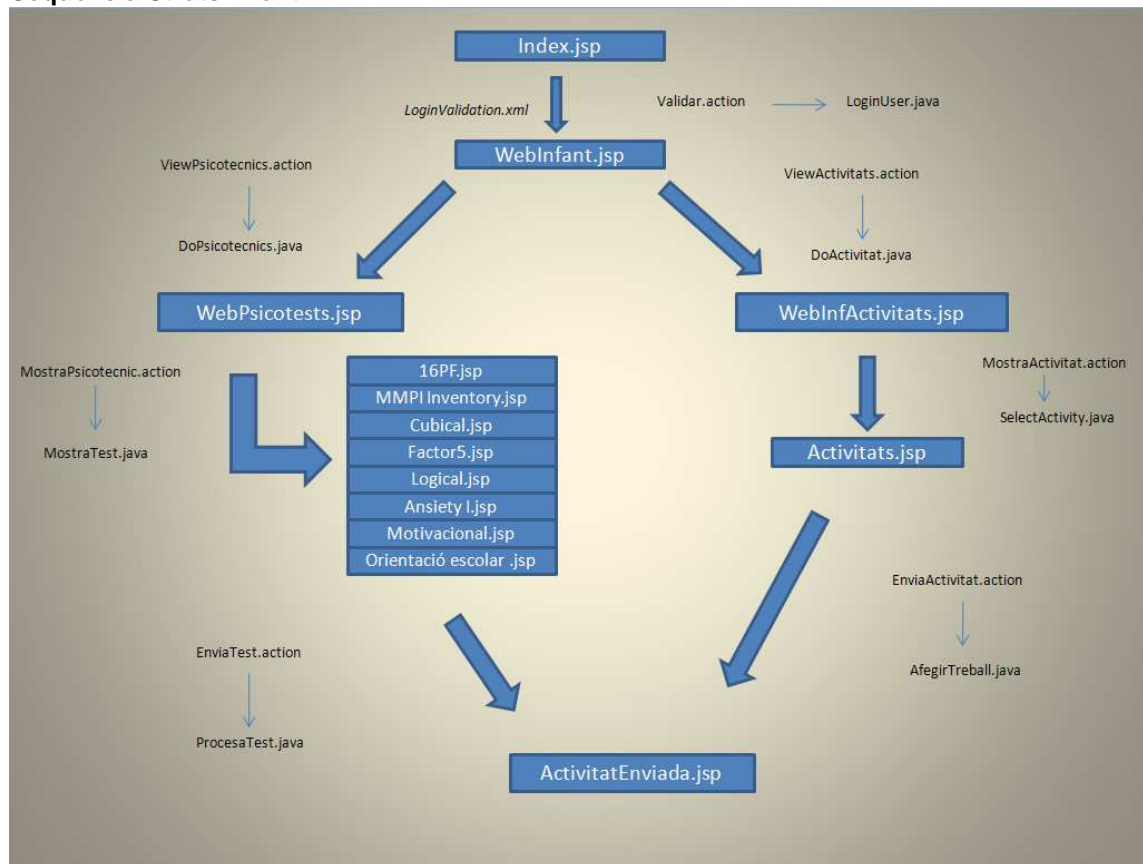 Index.jsp
LoginValidation.xml
Validar.action
LoginUser.java
WebInfant.jsp
ViewPsicotecnics.action
DoPsicotecnics.java
ViewActivitats.action
DoActivitat.java
WebPsicotests.jsp
WebInfActivitats.jsp
MostraPsicotecnic.action
MostraTest.java
16PF.jsp
MMPI Inventory.jsp
Cubical.jsp
Factor5.jsp
Logical.jsp
Ansiety I.jsp
Motivacional.jsp
Orientació escolar .jsp
MostraActivitat.action
SelectActivity.java
Activitats.jsp
EnviaActivitat.action
AfegirTreball.java
EnviaTest.action
ProcesaTest.java
ActivitatEnviada.jsp